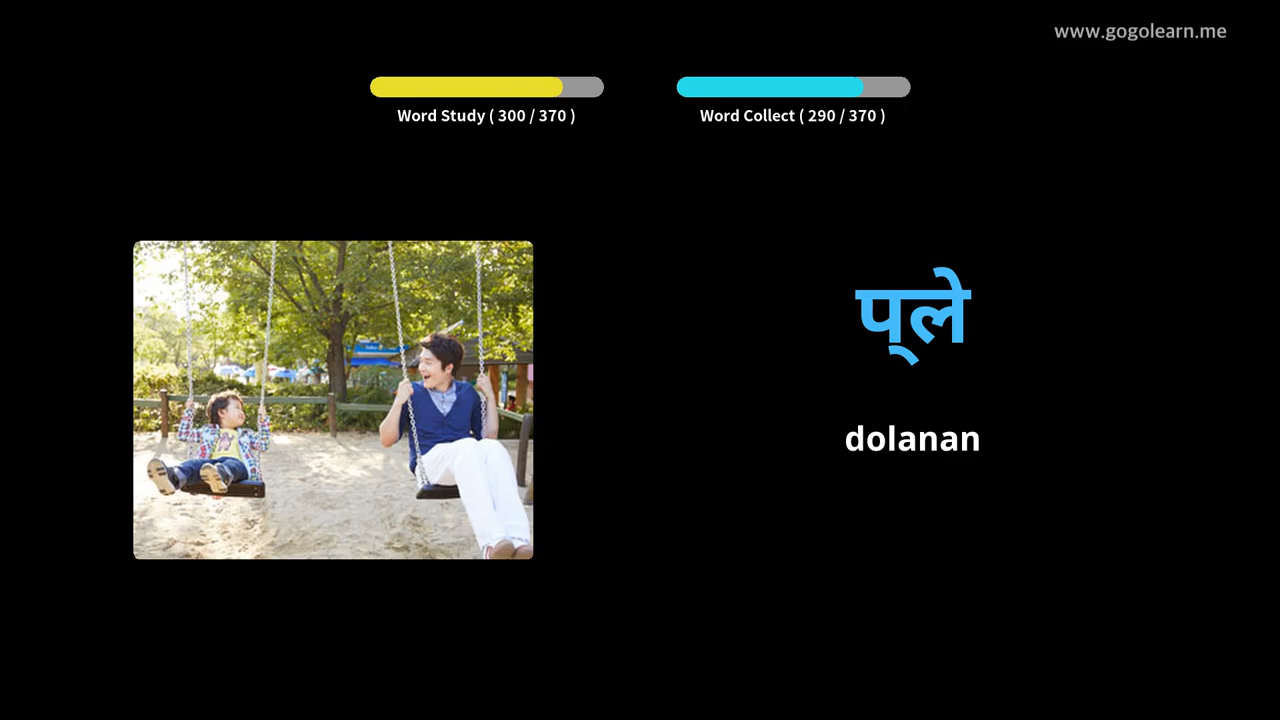 www.gogolearn.me
Word Study ( 300 / 370 )
Word Collect ( 290 / 370 )
प्‌ले
dolanan